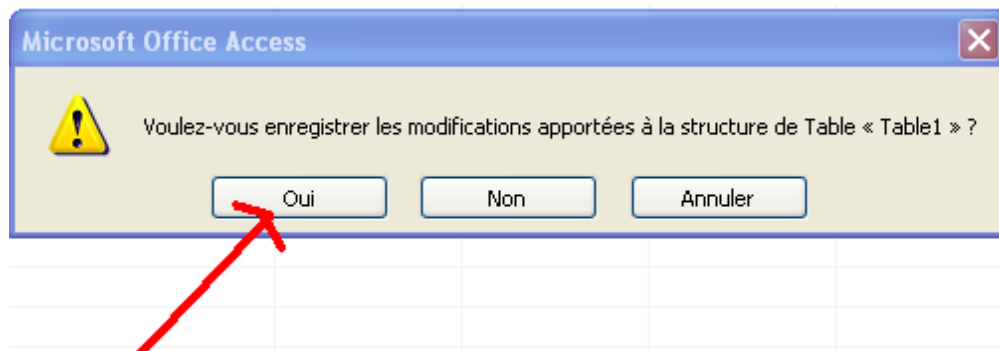 Microsoft Office Access
Voulez-vous enregistrer les modifications apportées à la structure de Table « Table1 » ?
Oui Non Annuler